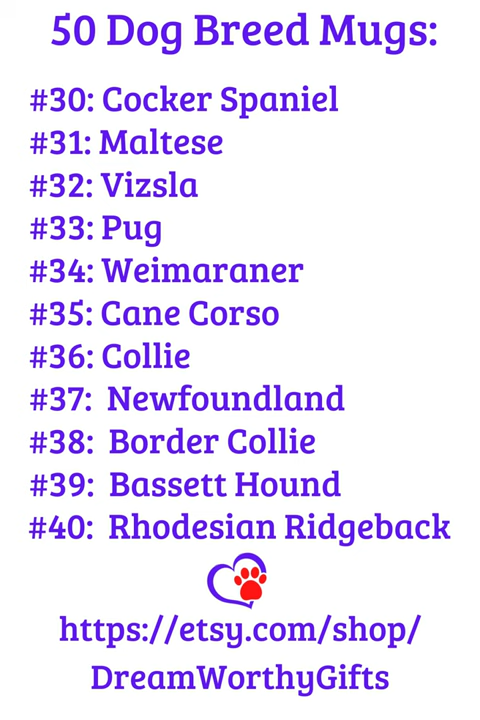 50 Dog Breed Mugs:
#30: Cocker Spaniel
#31: Maltese
#32: Vizsla
#33: Pug
#34: Weimaraner
#35: Cane Corso
#36: Collie
#37:  Newfoundland
#38:  Border Collie
#39:  Bassett Hound
#40:  Rhodesian Ridgeback
https://etsy.com/shop/
DreamWorthyGifts